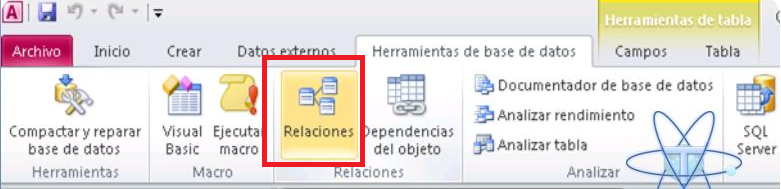 Herramientas de tabla
Archivo Inicio Crear Datos externos Herramientas de base de datos Campos Tabla
Compactar y reparar
base de datos
Visual
Basic
Ejecutar
macro
Relaciones
Dependencias
del objeto
Documentador de base de datos
Analizar rendimiento
Analizar tabla
SQL
Server
Herramientas Macro Relaciones Analizar